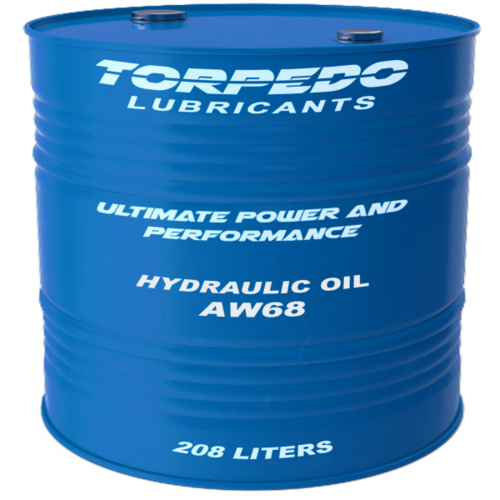 TORPEDO
LUBRICANTS
ULTIMATE POWER AND
PERFORMANCE
HYDRAULIC OIL
AW68
208 LITERS